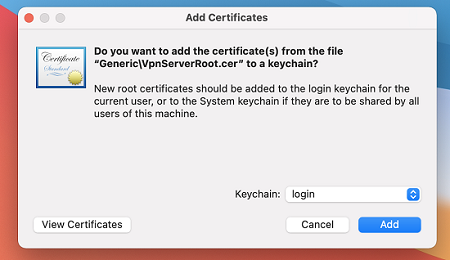 Add Certificates
Certificate
Standard
Do you want to add the certificate(s) from the file
“Generic\VpnServerRoot.cer” to a keychain?
New root certificates should be added to the login keychain for the
current user, or to the System keychain if they are to be shared by all
users of this machine.
Keychain: login
View Certificates Cancel Add